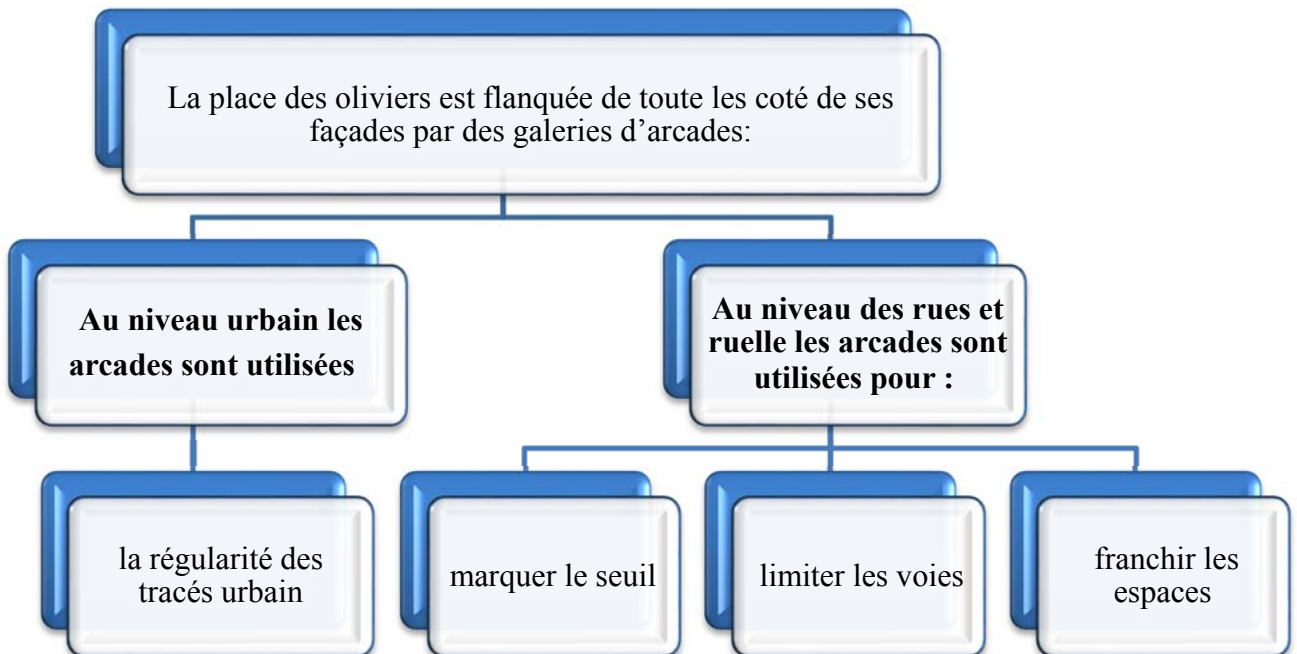 La place des oliviers est flanquée de toute les coté de ses
façades par des galeries d’arcades:
Au niveau urbain les
arcades sont utilisées
Au niveau des rues et
ruelle les arcades sont
utilisées pour :
la régularité des
tracés urbain
marquer le seuil
limiter les voies
franchir les
espaces